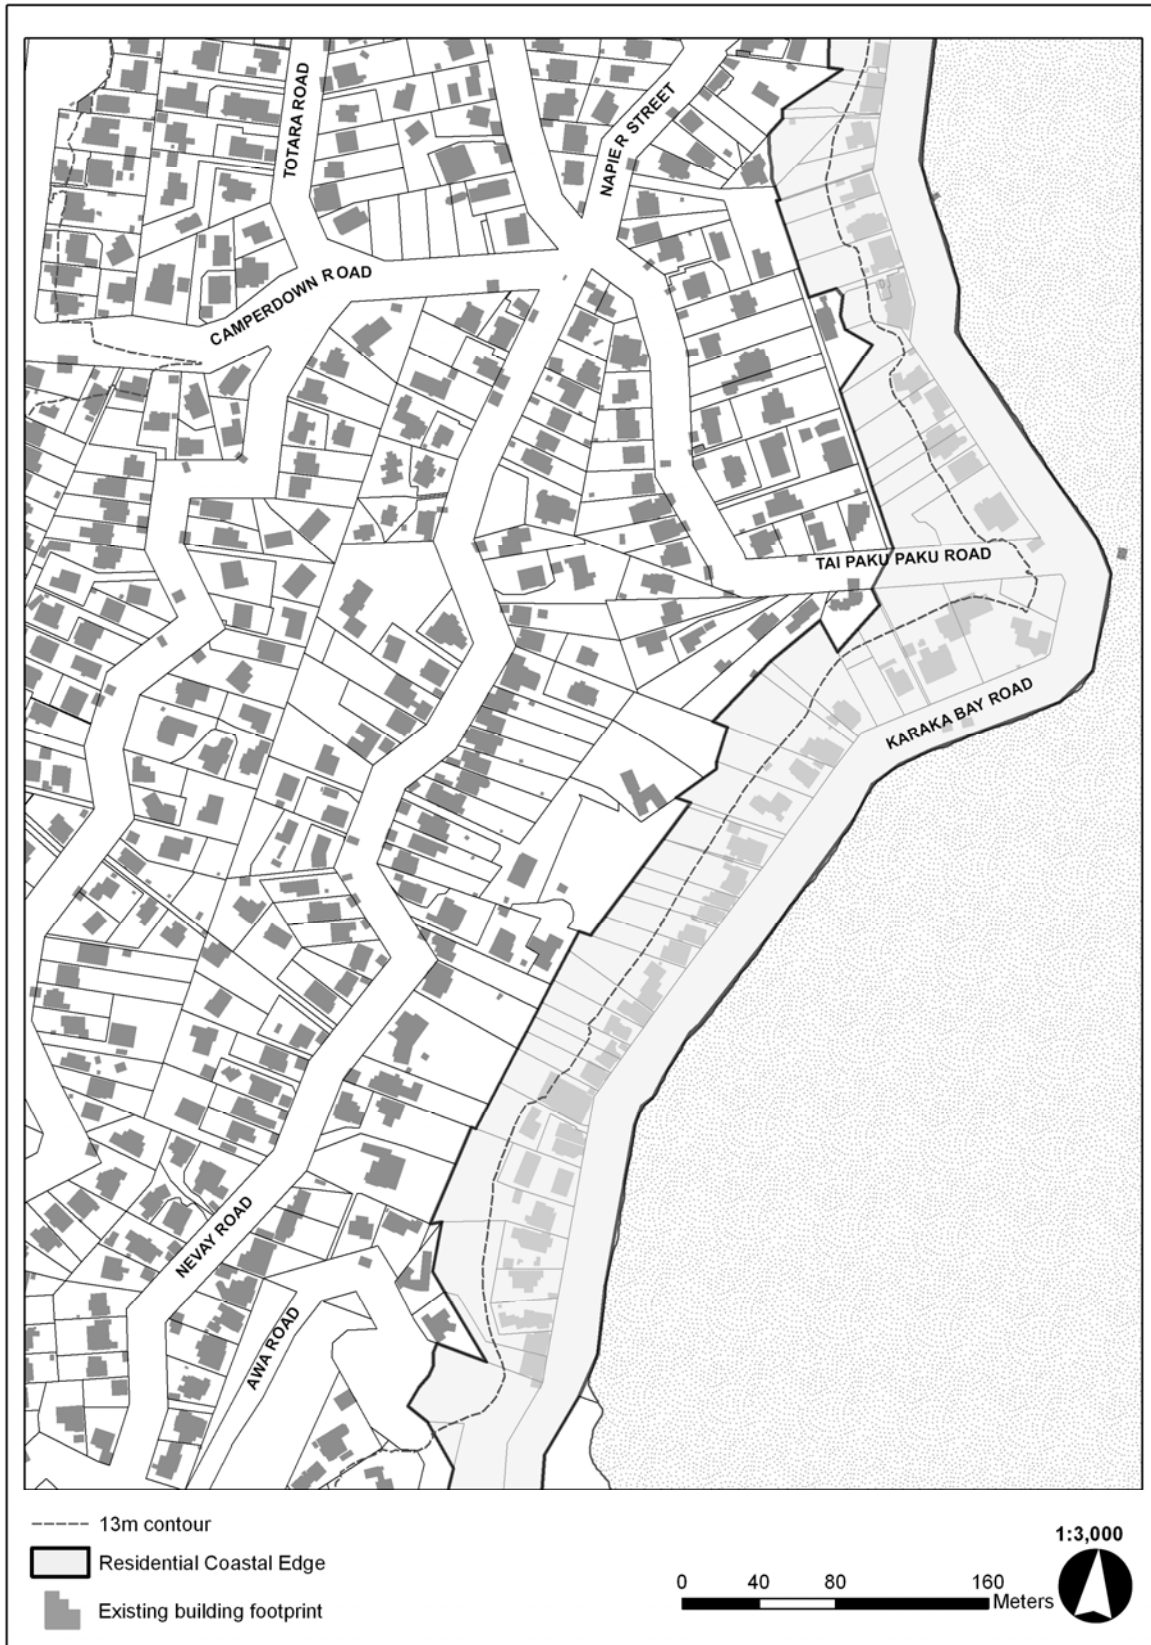 TOTARA ROAD
NAPIER STREET
CAMPERDOWN ROAD
TAI PAKU PAKU ROAD
KARAKA BAY ROAD
NEVAY ROAD
AWA ROAD
13m contour
Residential Coastal Edge
Existing building footprint
1:3,000
0 40 80 160
Meters